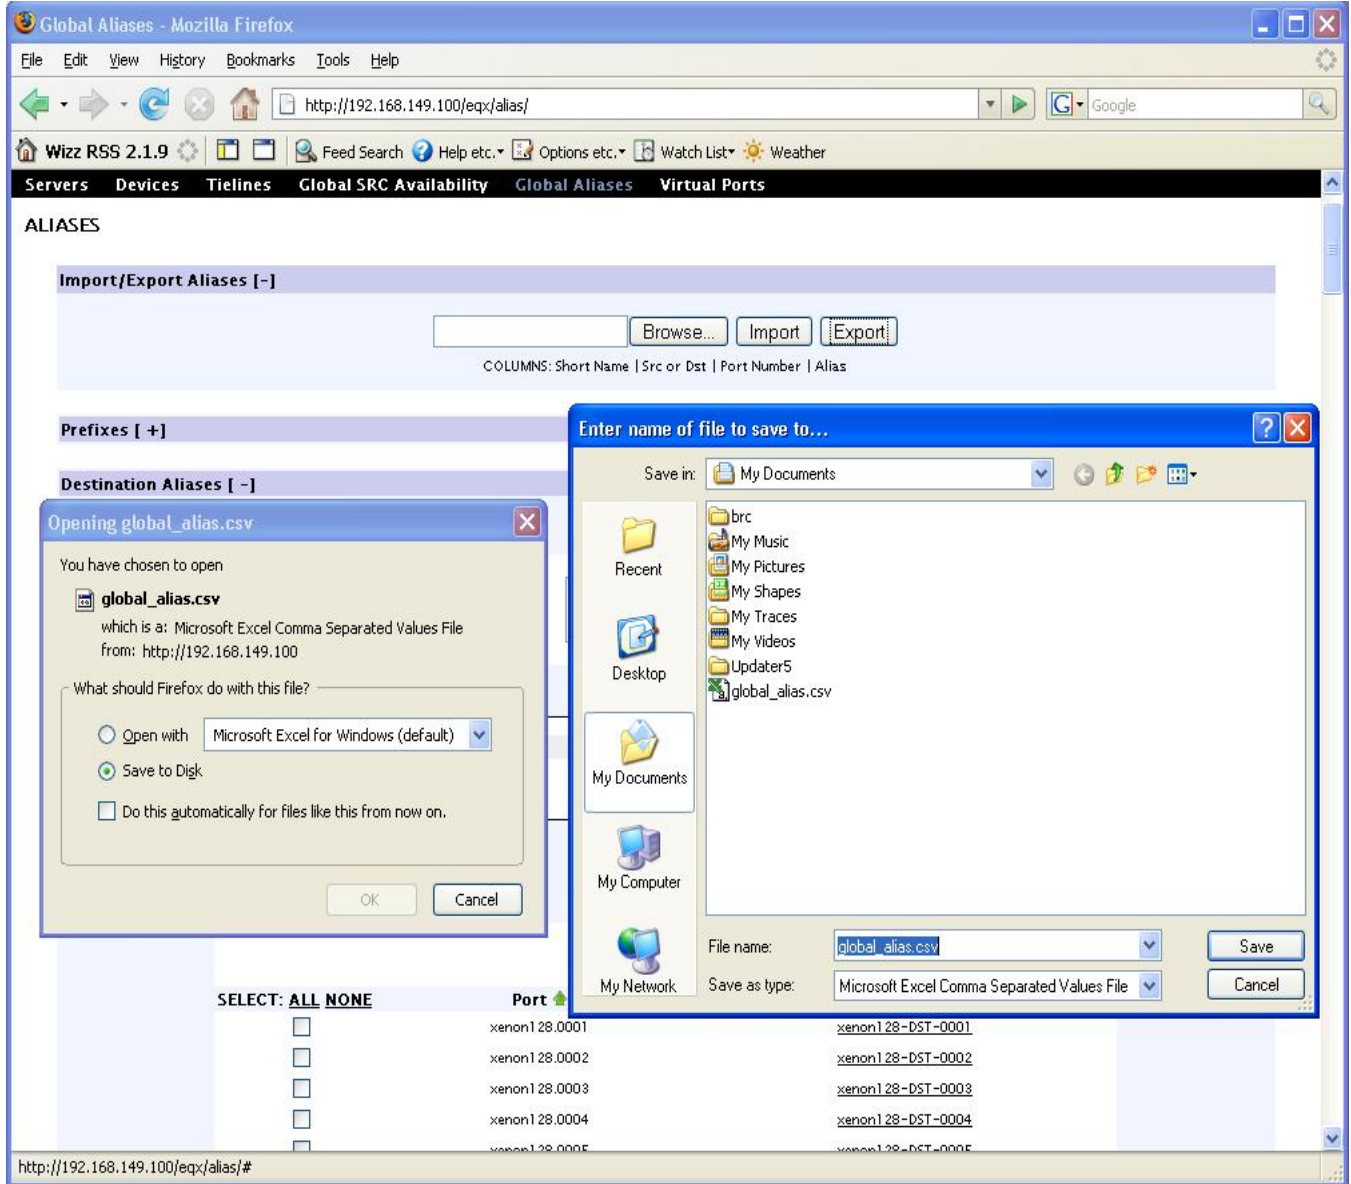 Global Aliases - Mozilla Firefox
File Edit View History Bookmarks Tools Help
http://192.168.149.100/eqx/alias/
G Google
Wizz RSS 2.1.9 Feed Search Help etc. Options etc. Watch List Weather
Servers Devices Tielines Global SRC Availability Global Aliases Virtual Ports
ALIASES
Import/Export Aliases [-]
Browse... Import Export
COLUMNS: Short Name | Src or Dst | Port Number | Alias
Prefixes [ +]
Destination Aliases [ -]
Opening global_alias.csv
You have chosen to open
global_alias.csv
which is a: Microsoft Excel Comma Separated Values File
from: http://192.168.149.100
What should Firefox do with this file?
Open with Microsoft Excel for Windows (default)
Save to Disk
Do this automatically for files like this from now on.
OK Cancel
Enter name of file to save to...
Save in: My Documents
Recent
Desktop
My Documents
My Computer
My Network
brc
My Music
My Pictures
My Shapes
My Traces
My Videos
Updater5
global_alias.csv
File name: global_alias.csv Save
Save as type: Microsoft Excel Comma Separated Values File Cancel
SELECT: ALL NONE Port
xenon128.0001 xenon128-DST-0001
xenon128.0002 xenon128-DST-0002
xenon128.0003 xenon128-DST-0003
xenon128.0004 xenon128-DST-0004
http://192.168.149.100/eqx/alias/#